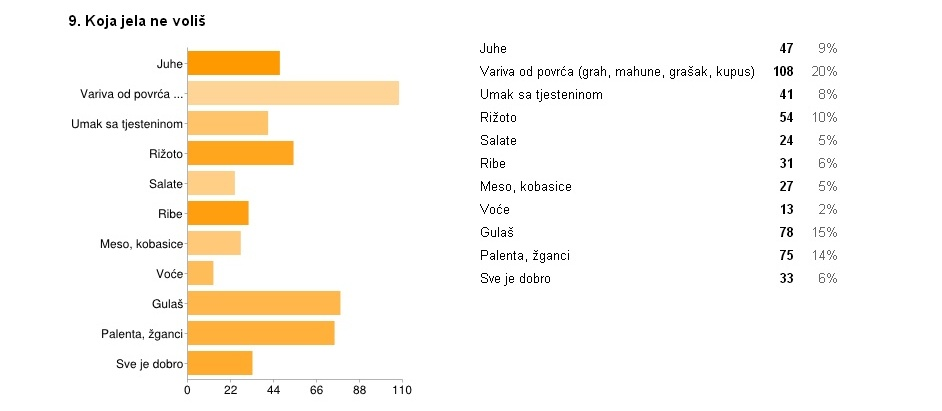 9. Koja jela ne voliš
Juhe
Variva od povrća ...
Umak sa tjesteninom
Rižoto
Salate
Ribe
Meso, kobasice
Voće
Gulaš
Palenta, žganci
Sve je dobro
0 22 44 66 88 110
Juhe 47 9%
Variva od povrća (grah, mahune, grašak, kupus) 108 20%
Umak sa tjesteninom 41 8%
Rižoto 54 10%
Salate 24 5%
Ribe 31 6%
Meso, kobasice 27 5%
Voće 13 2%
Gulaš 78 15%
Palenta, žganci 75 14%
Sve je dobro 33 6%